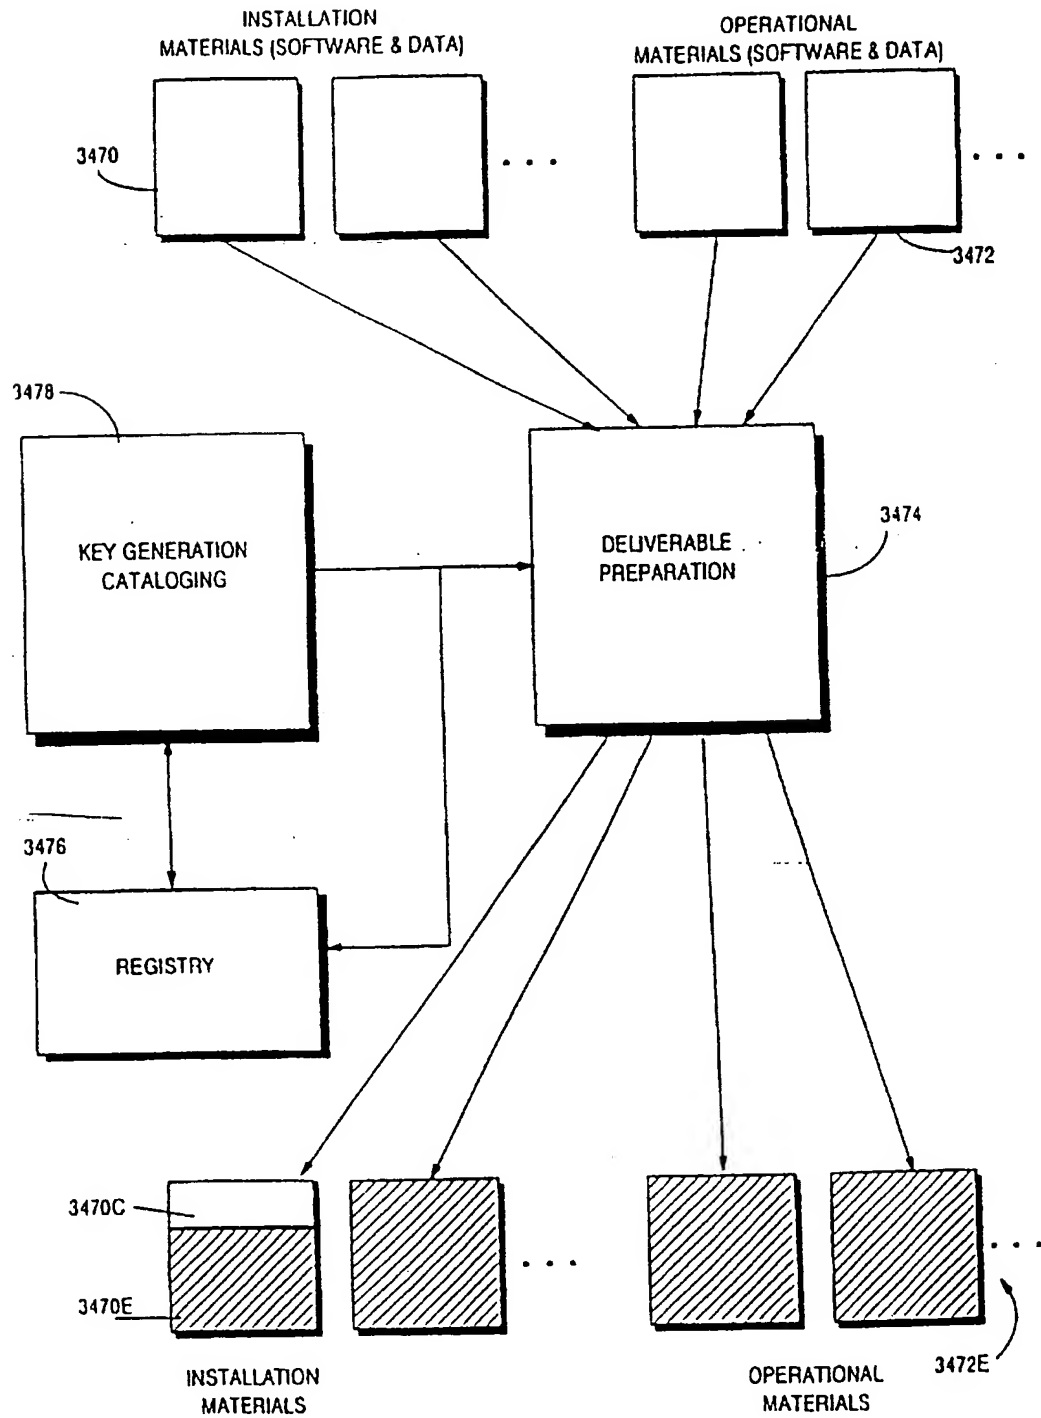 INSTALLATION
MATERIALS (SOFTWARE & DATA)
OPERATIONAL
MATERIALS (SOFTWARE & DATA)
3470
3472
3478
KEY GENERATION
CATALOGING
DELIVERABLE
PREPARATION
3474
3476
REGISTRY
3470C
3470E
3472E
INSTALLATION
MATERIALS
OPERATIONAL
MATERIALS